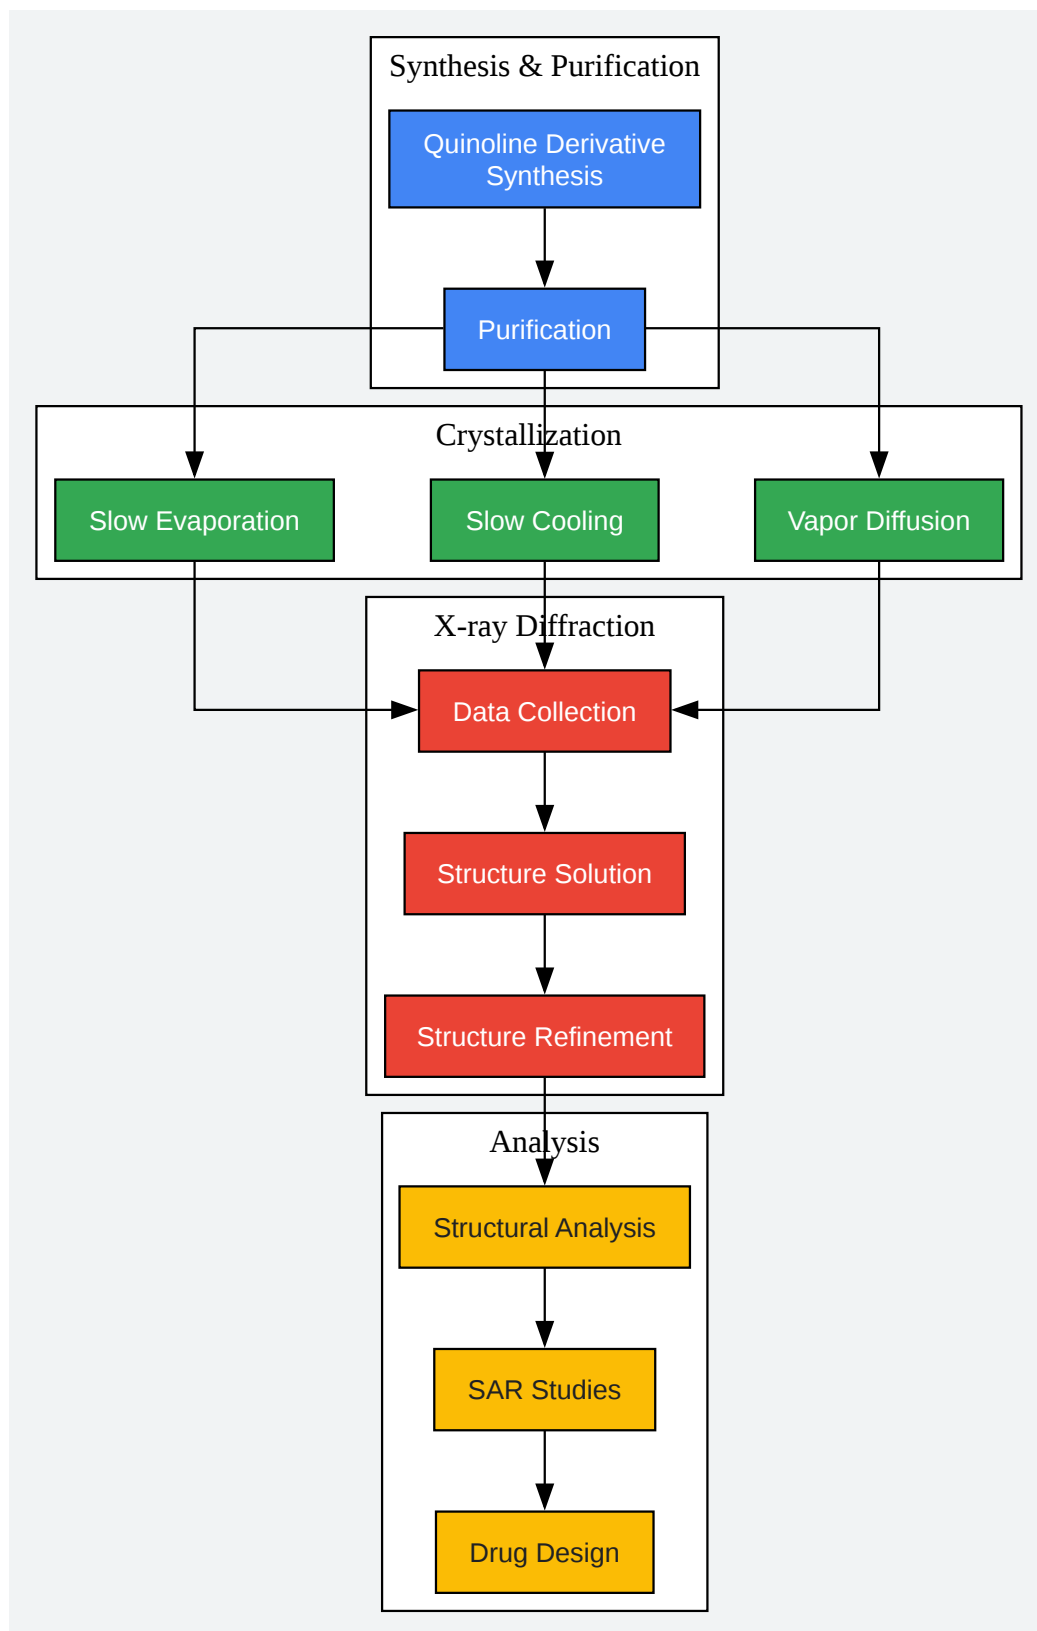 Synthesis & Purification
Quinoline Derivative
Synthesis
Purification
Crystallization
Slow Evaporation
Slow Cooling
Vapor Diffusion
X-ray Diffraction
Data Collection
Structure Solution
Structure Refinement
Analysis
Structural Analysis
SAR Studies
Drug Design